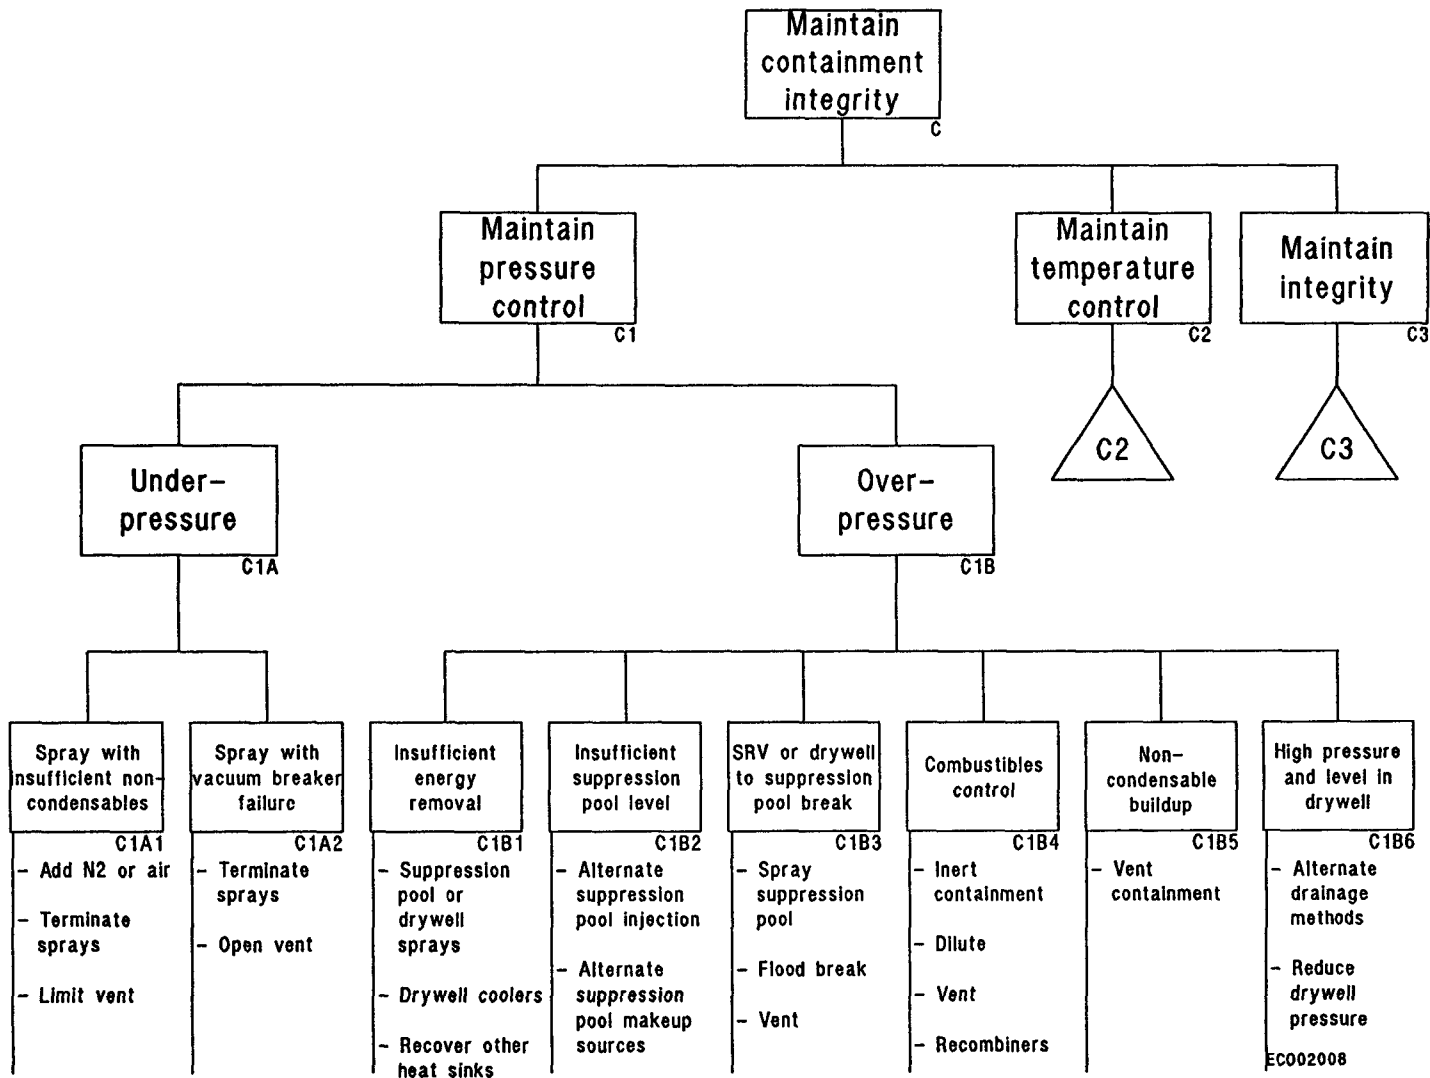 Maintain
containment
integrity
C
Maintain
pressure
control
C1
Maintain
temperature
control
C2
Maintain
integrity
C3
C2
C3
Under-
pressure
C1A
Over-
pressure
C1B
Spray with
insufficient non-
condensables
C1A1
- Add N2 or air
- Terminate
sprays
- Limit vent
Spray with
vacuum breaker
failure
C1A2
- Terminate
sprays
- Open vent
Insufficient
energy
removal
C1B1
- Suppression
pool or
drywell
sprays
- Drywell coolers
- Recover other
heat sinks
Insufficient
suppression
pool level
C1B2
- Alternate
suppression
pool injection
- Alternate
suppression
pool makeup
sources
SRV or drywell
to suppression
pool break
C1B3
- Spray
suppression
pool
- Flood break
- Vent
Combustibles
control
C1B4
- Inert
containment
- Dilute
- Vent
- Recombiners
Non-
condensable
buildup
C1B5
- Vent
containment
High pressure
and level in
drywell
C1B6
- Alternate
drainage
methods
- Reduce
drywell
pressure
EC002008